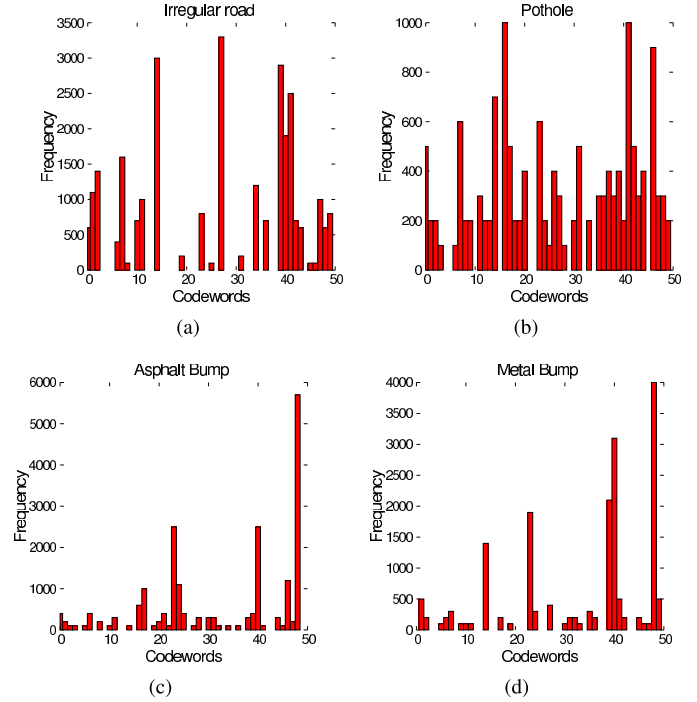 Irregular road
3500
3000
2500
2000
1500
1000
500
0
0 10 20 30 40 50
Frequency
Codewords
(a)
Pothole
1000
800
600
400
200
0
0 10 20 30 40 50
Frequency
Codewords
(b)
Asphalt Bump
6000
5000
4000
3000
2000
1000
0
0 10 20 30 40 50
Frequency
Codewords
(c)
Metal Bump
4000
3500
3000
2500
2000
1500
1000
500
0
0 10 20 30 40 50
Frequency
Codewords
(d)